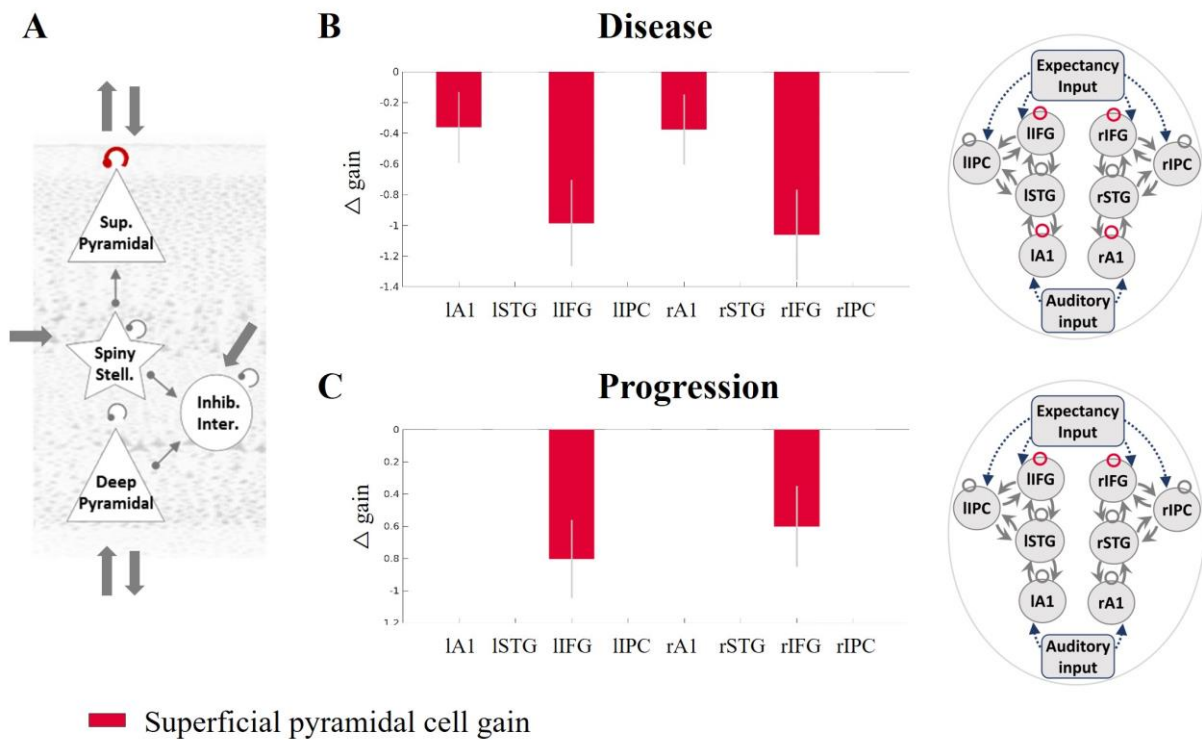 A
Sup.
Pyramidal
Spiny
Stell.
Inhib.
Inter.
Deep
Pyramidal
B
Disease
△ gain
0
-0.2
-0.4
-0.6
-0.8
-1
-1.2
-1.4
lA1 lSTG lIFG lIPC rA1 rSTG rIFG rIPC
Expectancy
Input
lIFG rIFG
lIPC rIPC
lSTG rSTG
lA1 rA1
Auditory
input
C
Progression
△ gain
0
0.2
0.4
0.6
0.8
-1
1.2
lA1 lSTG lIFG lIPC rA1 rSTG rIFG rIPC
Expectancy
Input
lIFG rIFG
lIPC rIPC
lSTG rSTG
lA1 rA1
Auditory
input
Superficial pyramidal cell gain